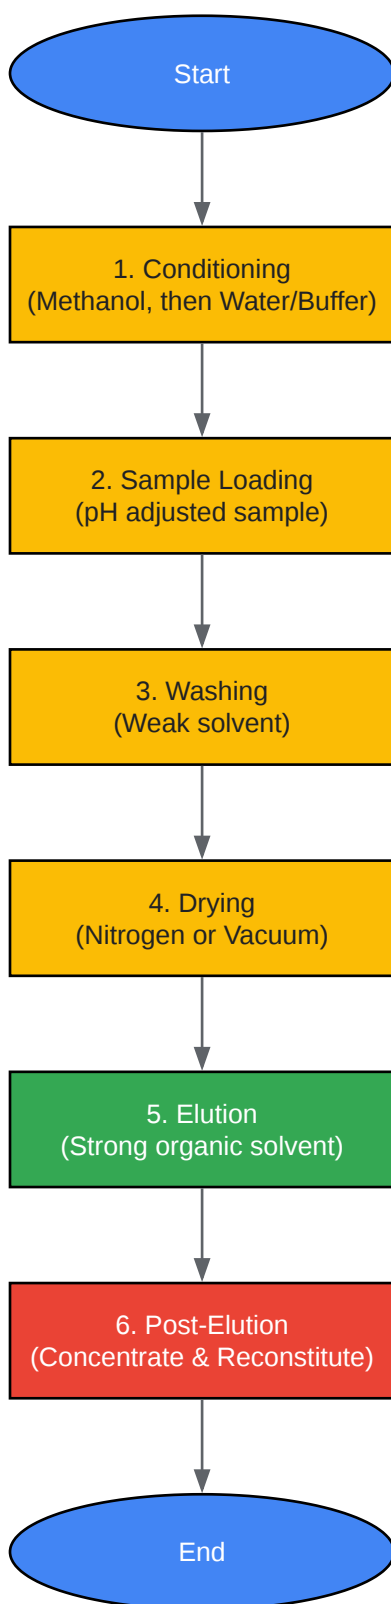 Start
1. Conditioning
(Methanol, then Water/Buffer)
2. Sample Loading
(pH adjusted sample)
3. Washing
(Weak solvent)
4. Drying
(Nitrogen or Vacuum)
5. Elution
(Strong organic solvent)
6. Post-Elution
(Concentrate & Reconstitute)
End